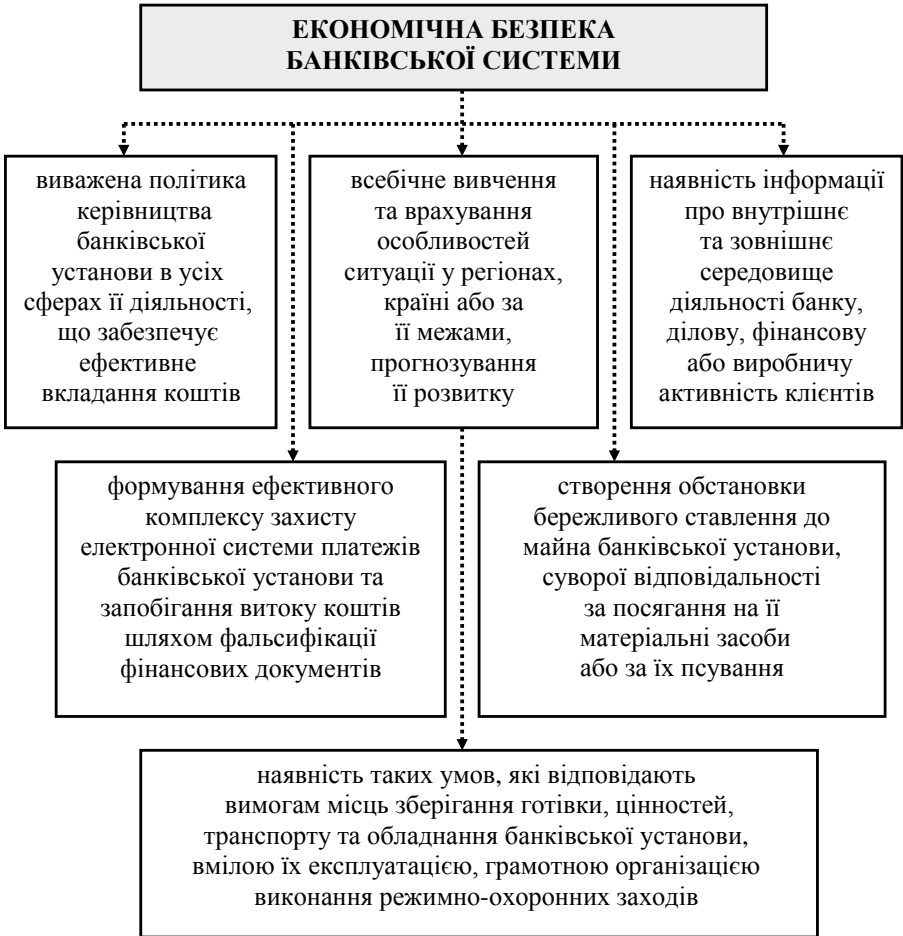 ЕКОНОМІЧНА БЕЗПЕКА
БАНКІВСЬКОЇ СИСТЕМИ
виважена політика
керівництва
банківської
установи в усіх
сферах її діяльності,
що забезпечує
ефективне
вкладання коштів
всебічне вивчення
та врахування
особливостей
ситуації у регіонах,
країні або за
її межами,
прогнозування
її розвитку
наявність інформації
про внутрішнє
та зовнішнє
середовище
діяльності банку,
ділову, фінансову
або виробничу
активність клієнтів
формування ефективного
комплексу захисту
електронної системи платежів
банківської установи та
запобігання витоку коштів
шляхом фальсифікації
фінансових документів
створення обстановки
бережливого ставлення до
майна банківської установи,
суворої відповідальності
за посягання на її
матеріальні засоби
або за їх псування
наявність таких умов, які відповідають
вимогам місць зберігання готівки, цінностей,
транспорту та обладнання банківської установи,
вмілою їх експлуатацією, грамотною організацією
виконання режимно-охоронних заходів